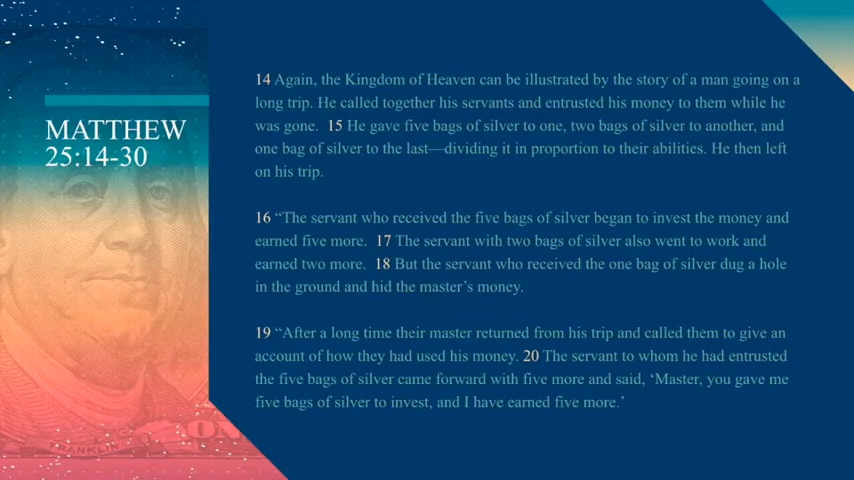 MATTHEW
25:14-30
14 Again, the Kingdom of Heaven can be illustrated by the story of a man going on a
long trip. He called together his servants and entrusted his money to them while he
was gone. 15 He gave five bags of silver to one, two bags of silver to another, and
one bag of silver to the last—dividing it in proportion to their abilities. He then left
on his trip.
16 “The servant who received the five bags of silver began to invest the money and
earned five more. 17 The servant with two bags of silver also went to work and
earned two more. 18 But the servant who received the one bag of silver dug a hole
in the ground and hid the master’s money.
19 “After a long time their master returned from his trip and called them to give an
account of how they had used his money. 20 The servant to whom he had entrusted
the five bags of silver came forward with five more and said, ‘Master, you gave me
five bags of silver to invest, and I have earned five more.’
FRANKLIN